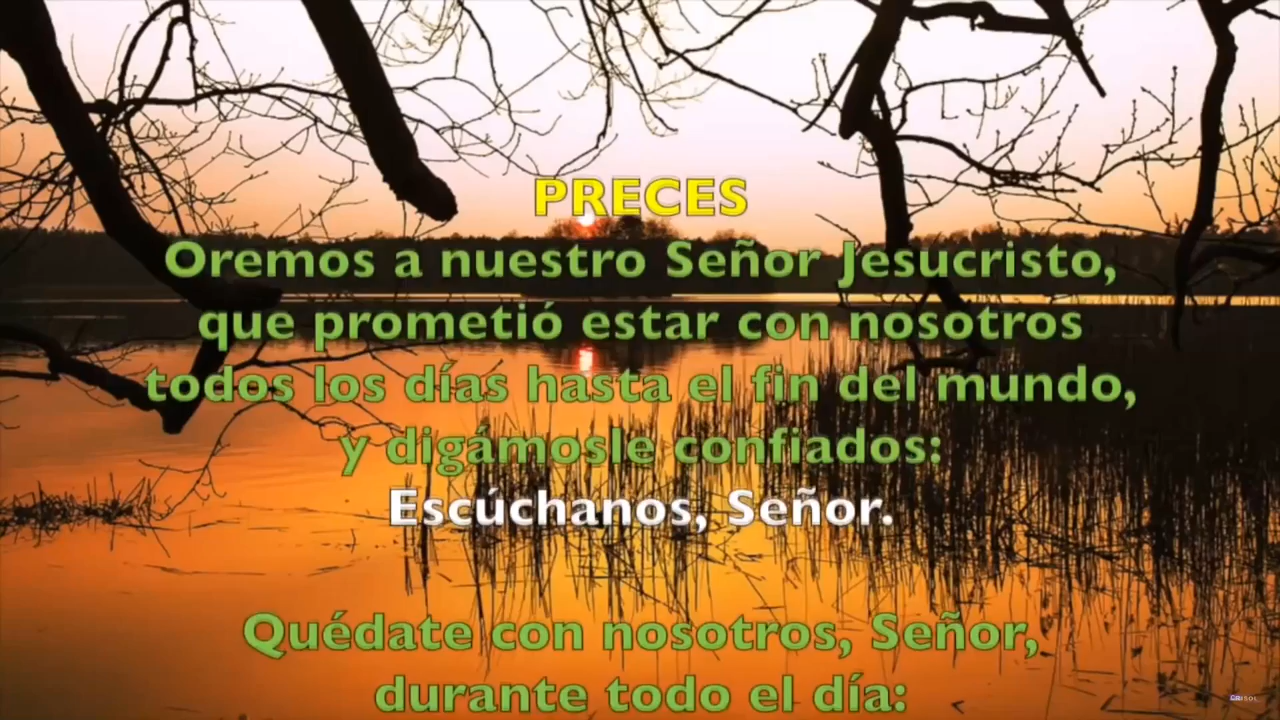 PRECES
Oremos a nuestro Señor Jesucristo,
que prometió estar con nosotros
todos los días hasta el fin del mundo,
y digámosle confiados:
Escúchanos, Señor.
Quédate con nosotros, Señor,
durante todo el día:
CRISOL